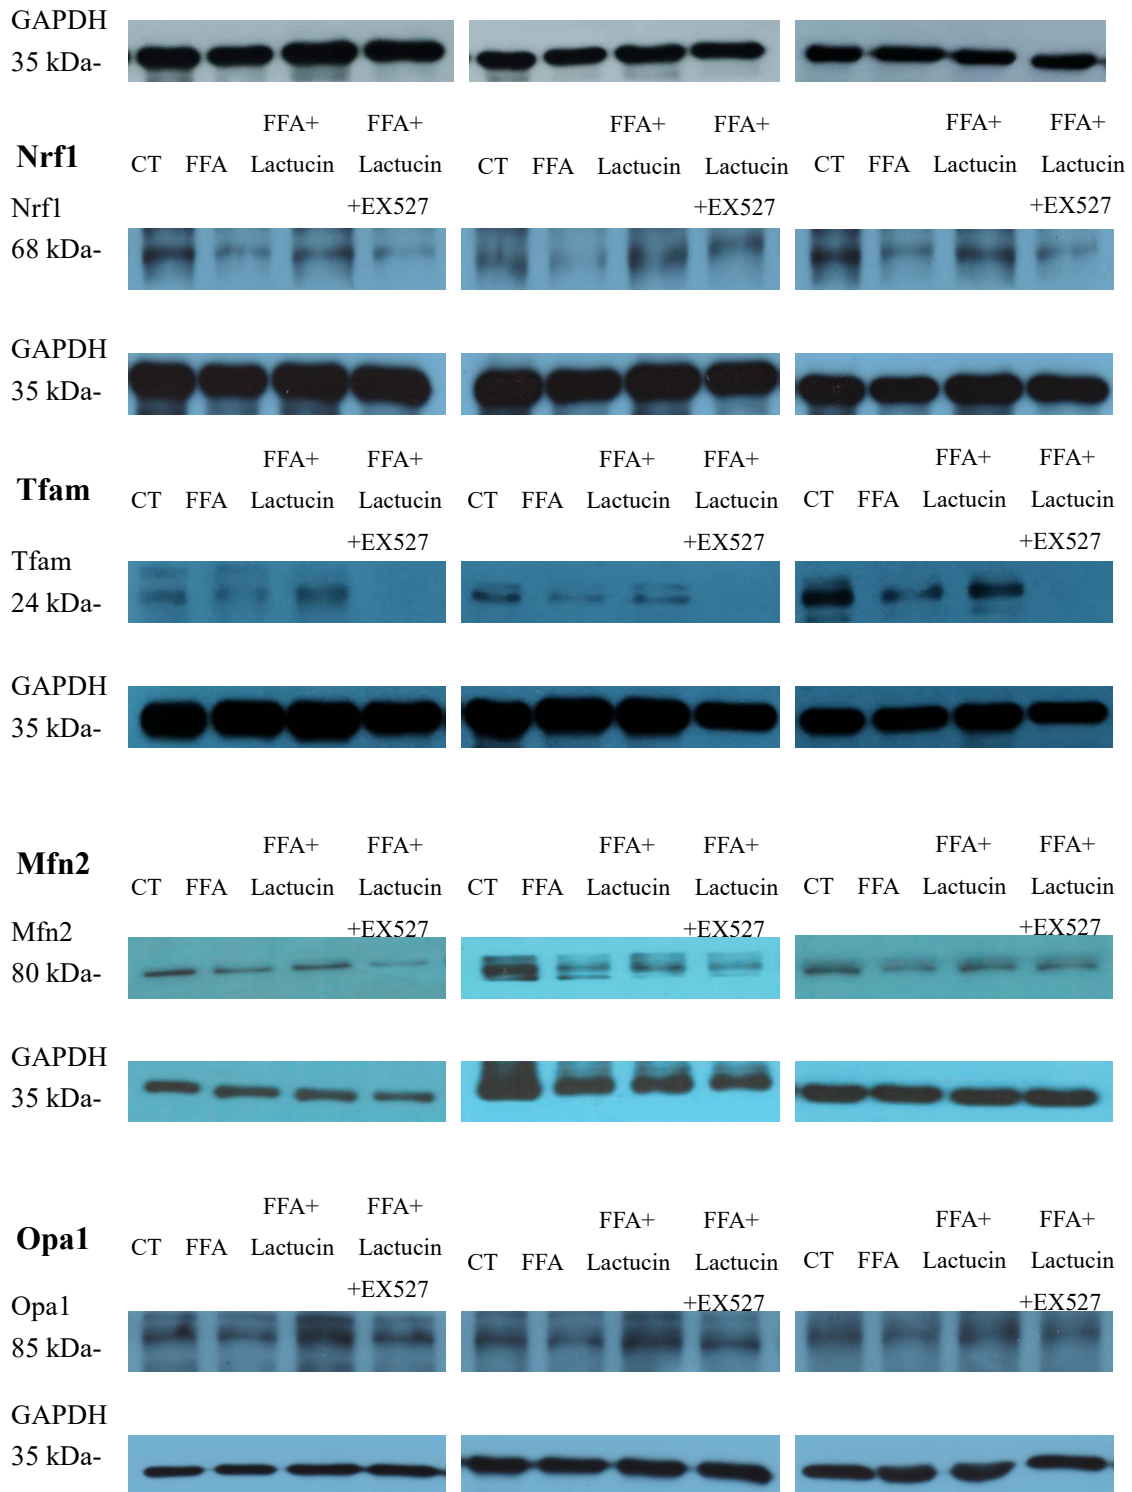 GAPDH
35 kDa-
FFA+ FFA+ FFA+ FFA+ FFA+ FFA+
Nrf1 CT FFA Lactucin Lactucin CT FFA Lactucin Lactucin CT FFA Lactucin Lactucin
Nrf1 +EX527 +EX527 +EX527
68 kDa-
GAPDH
35 kDa-
FFA+ FFA+ FFA+ FFA+ FFA+ FFA+
Tfam CT FFA Lactucin Lactucin CT FFA Lactucin Lactucin CT FFA Lactucin Lactucin
+EX527 +EX527 +EX527
Tfam
24 kDa-
GAPDH
35 kDa-
FFA+ FFA+ FFA+ FFA+ FFA+ FFA+
Mfn2 CT FFA Lactucin Lactucin CT FFA Lactucin Lactucin CT FFA Lactucin Lactucin
Mfn2 +EX527 +EX527 +EX527
80 kDa-
GAPDH
35 kDa-
FFA+ FFA+ FFA+ FFA+ FFA+ FFA+
Opa1 CT FFA Lactucin Lactucin CT FFA Lactucin Lactucin CT FFA Lactucin Lactucin
Opa1 +EX527 +EX527 +EX527
85 kDa-
GAPDH
35 kDa-